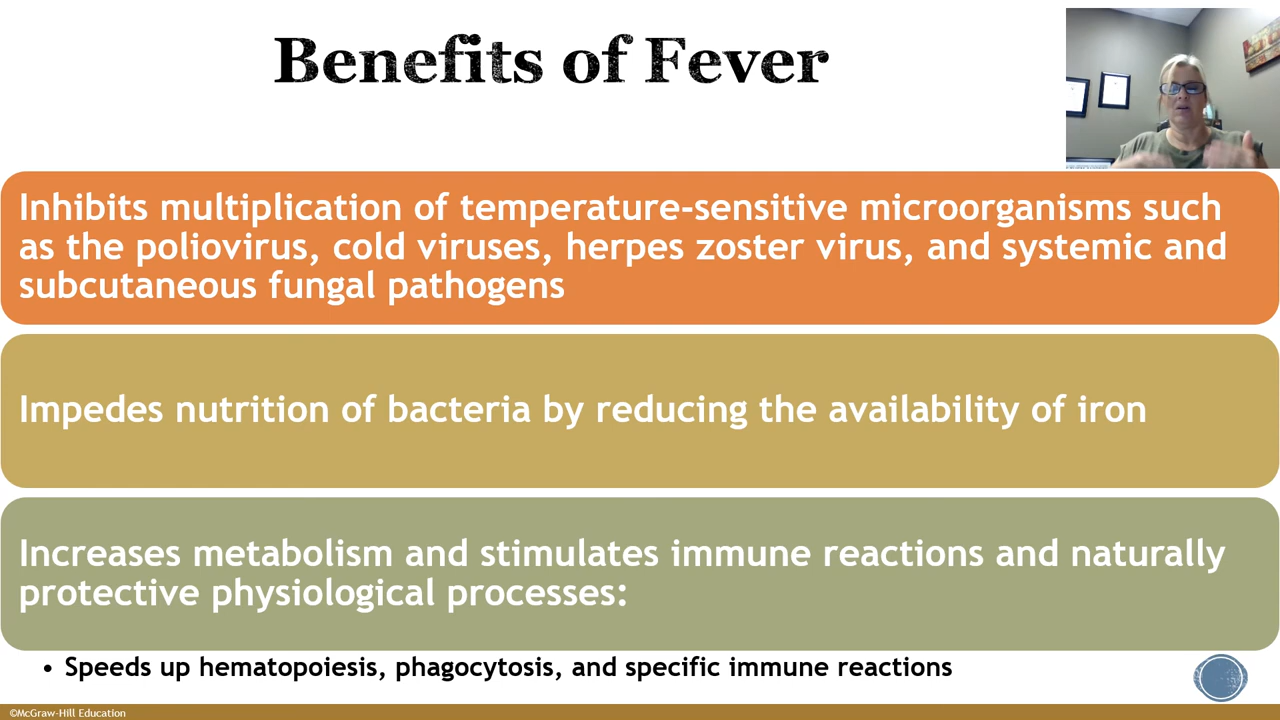 Benefits of Fever
Inhibits multiplication of temperature-sensitive microorganisms such
as the poliovirus, cold viruses, herpes zoster virus, and systemic and
subcutaneous fungal pathogens
Impedes nutrition of bacteria by reducing the availability of iron
Increases metabolism and stimulates immune reactions and naturally
protective physiological processes:
• Speeds up hematopoiesis, phagocytosis, and specific immune reactions
©McGraw-Hill Education